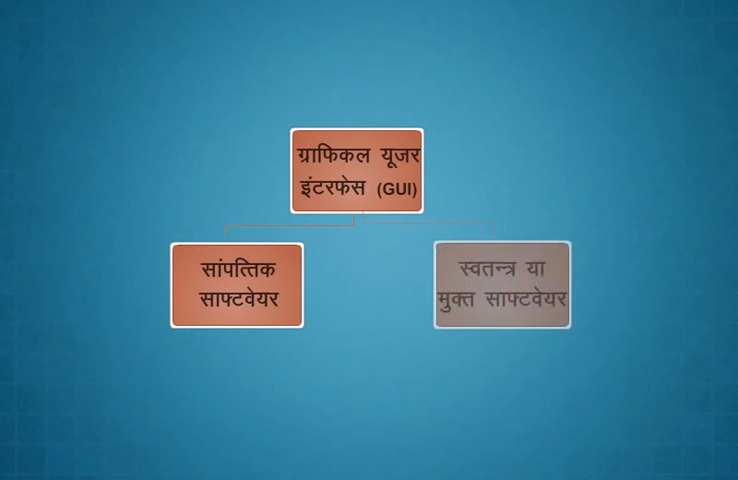 ग्राफिकल यूजर
इंटरफेस (GUI)
सांपत्तिक
साफ्टवेयर
स्वतन्त्र या
मुक्त साफ्टवेयर